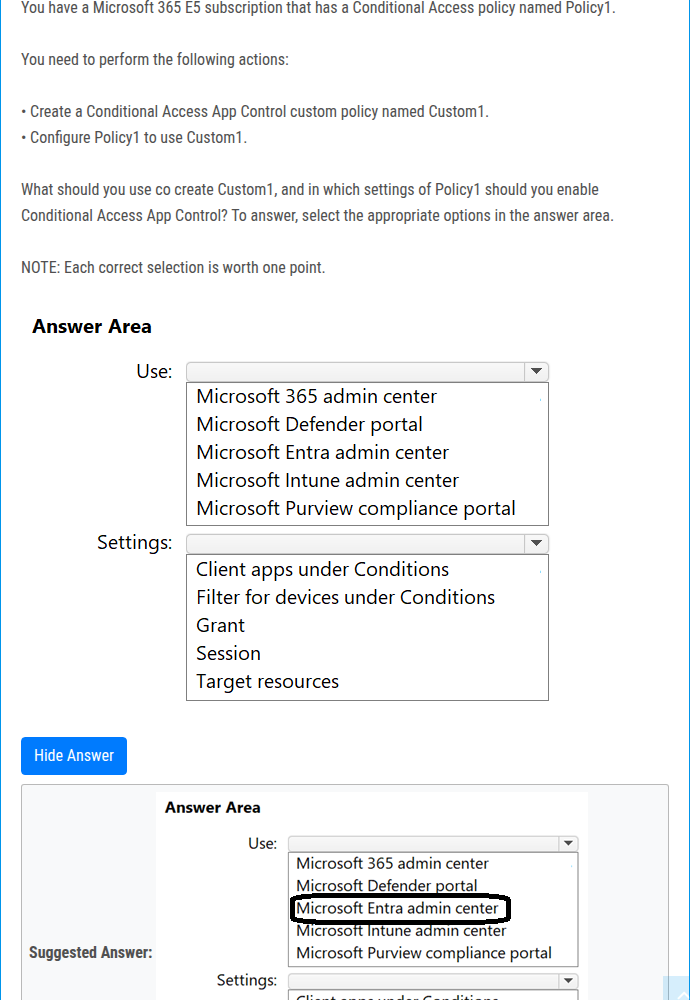 You have a Microsoft 365 E5 subscription that has a Conditional Access policy named Policy1.
You need to perform the following actions:
• Create a Conditional Access App Control custom policy named Custom1.
• Configure Policy1 to use Custom1.
What should you use co create Custom1, and in which settings of Policy1 should you enable
Conditional Access App Control? To answer, select the appropriate options in the answer area.
NOTE: Each correct selection is worth one point.
Answer Area
Use:
Microsoft 365 admin center
Microsoft Defender portal
Microsoft Entra admin center
Microsoft Intune admin center
Microsoft Purview compliance portal
Settings:
Client apps under Conditions
Filter for devices under Conditions
Grant
Session
Target resources
Hide Answer
Suggested Answer:
Answer Area
Use:
Microsoft 365 admin center
Microsoft Defender portal
Microsoft Entra admin center
Microsoft Intune admin center
Microsoft Purview compliance portal
Settings:
Client apps under Conditions